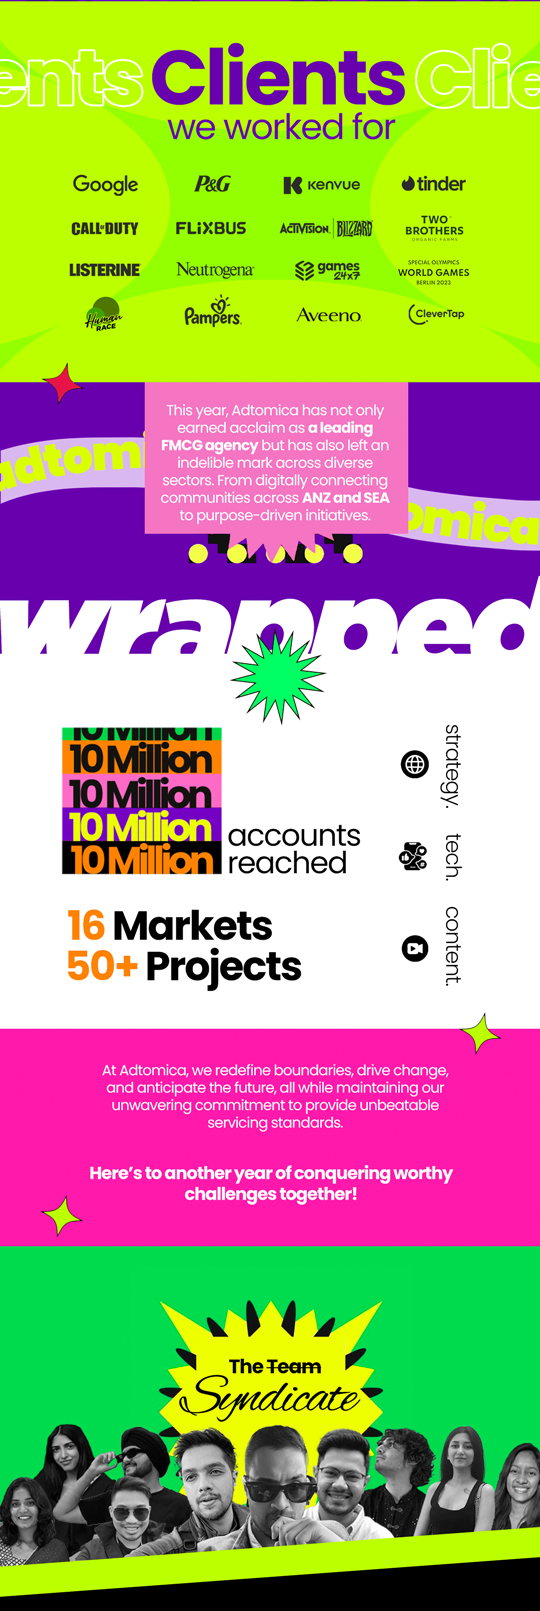 ents Clients Clie
we worked for
Google P&G Kenvue tinder
CALL OF DUTY FLiXBUS ACTIVISION. BLIZZARD TWO BROTHERS
ORGANIC FARMS
LISTERINE Neutrogena games 24x7 SPECIAL OLYMPICS
WORLD GAMES
BERLIN 2023
Human RACE Pampers. Aveeno. CleverTap
This year, Adtomica has not only
earned acclaim as a leading
FMCG agency but has also left an
indelible mark across diverse
sectors. From digitally connecting
communities across ANZ and SEA
to purpose-driven initiatives.
adtomi
omica
wrapped
10 Million
10 Million
10 Million
10 Million
10 Million
accounts
reached
strategy.
tech.
content.
16 Markets
50+ Projects
At Adtomica, we redefine boundaries, drive change,
and anticipate the future, all while maintaining our
unwavering commitment to provide unbeatable
servicing standards.
Here's to another year of conquering worthy
challenges together!
The Team
Syndicate